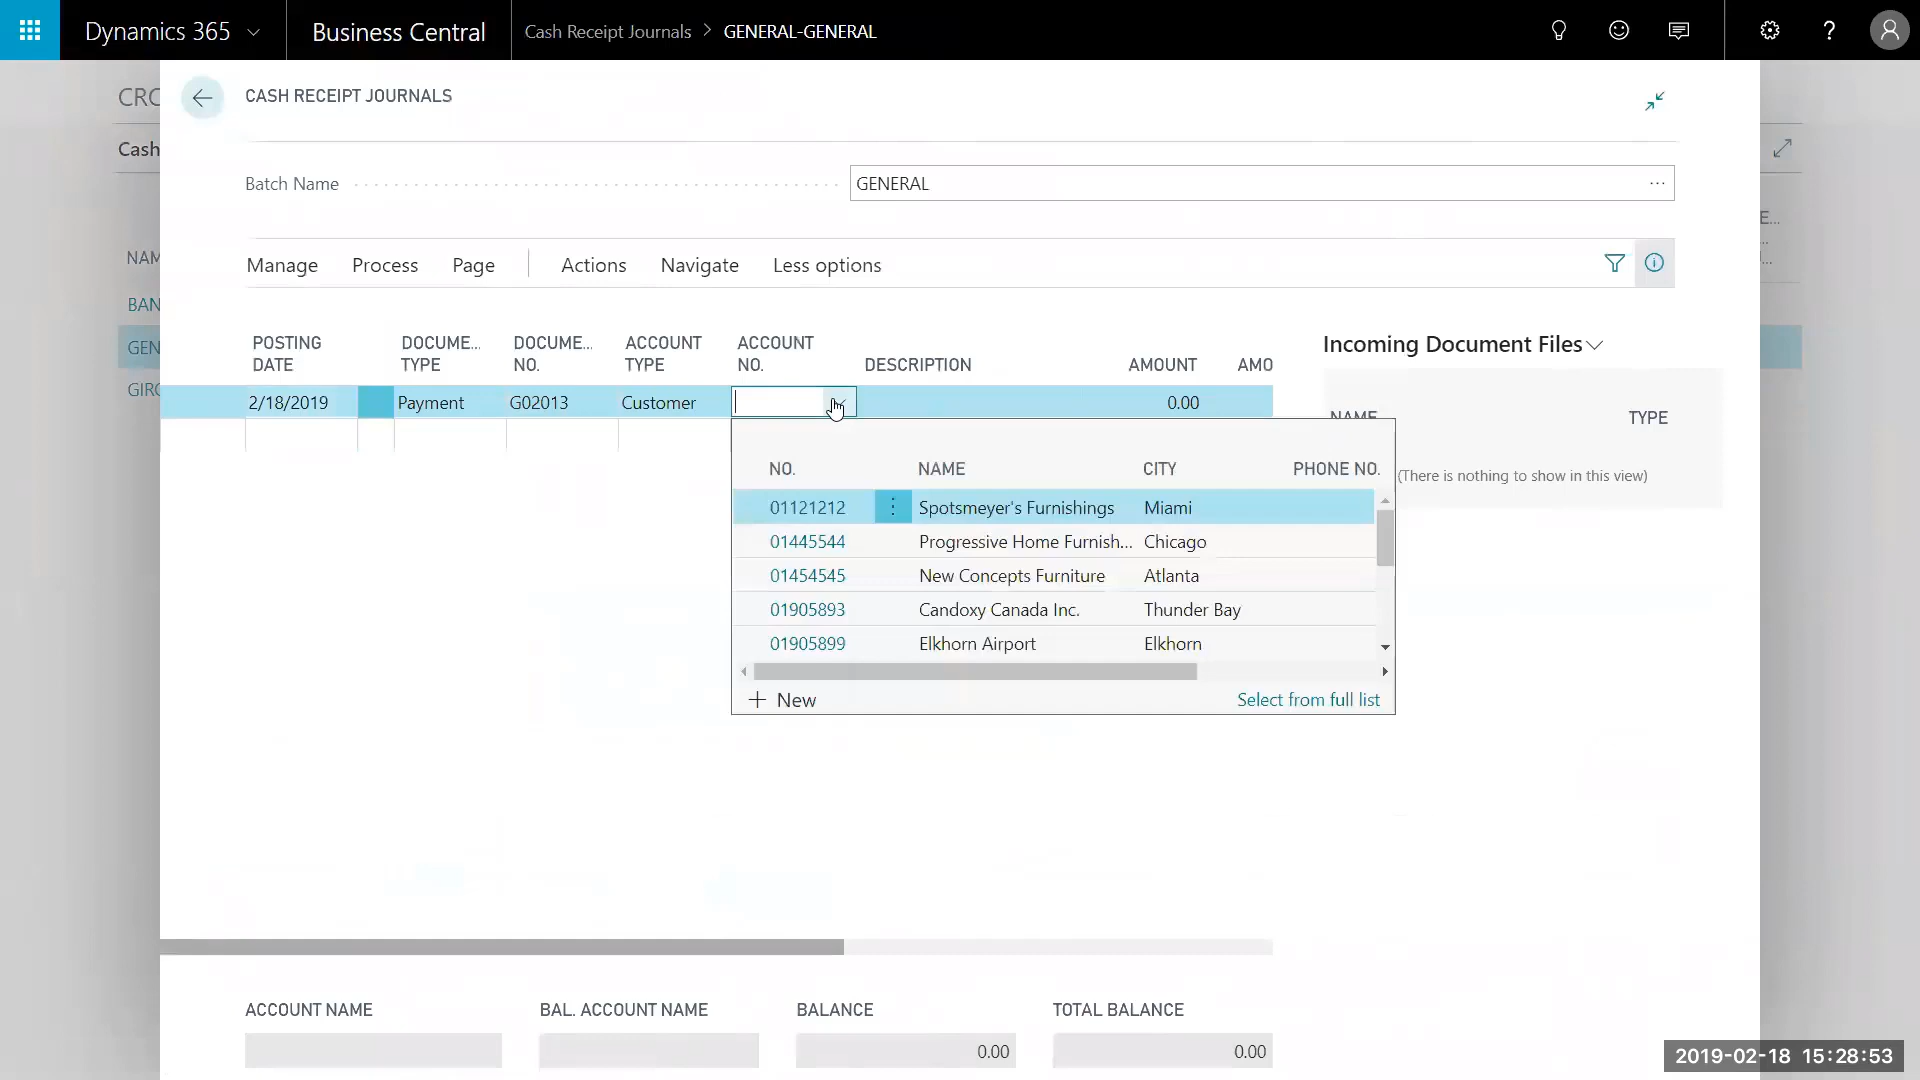 Dynamics 365
Business Central
Cash Receipt Journals > GENERAL-GENERAL
?
CRO
CASH RECEIPT JOURNALS
Cash
Batch Name
GENERAL
...
E...
NAM
Manage Process Page Actions Navigate Less options
BAN
GEN
GIRO
POSTING DATE
DOCUME... TYPE
DOCUME... NO.
ACCOUNT TYPE
ACCOUNT NO.
DESCRIPTION
AMOUNT
AMO
Incoming Document Files
2/18/2019 Payment G02013 Customer 0.00
NAME TYPE
(There is nothing to show in this view)
NO. NAME CITY PHONE NO.
01121212 Spotsmeyer's Furnishings Miami
01445544 Progressive Home Furnish... Chicago
01454545 New Concepts Furniture Atlanta
01905893 Candoxy Canada Inc. Thunder Bay
01905899 Elkhorn Airport Elkhorn
+ New
Select from full list
ACCOUNT NAME BAL. ACCOUNT NAME BALANCE TOTAL BALANCE
0.00 0.00
2019-02-18 15:28:53